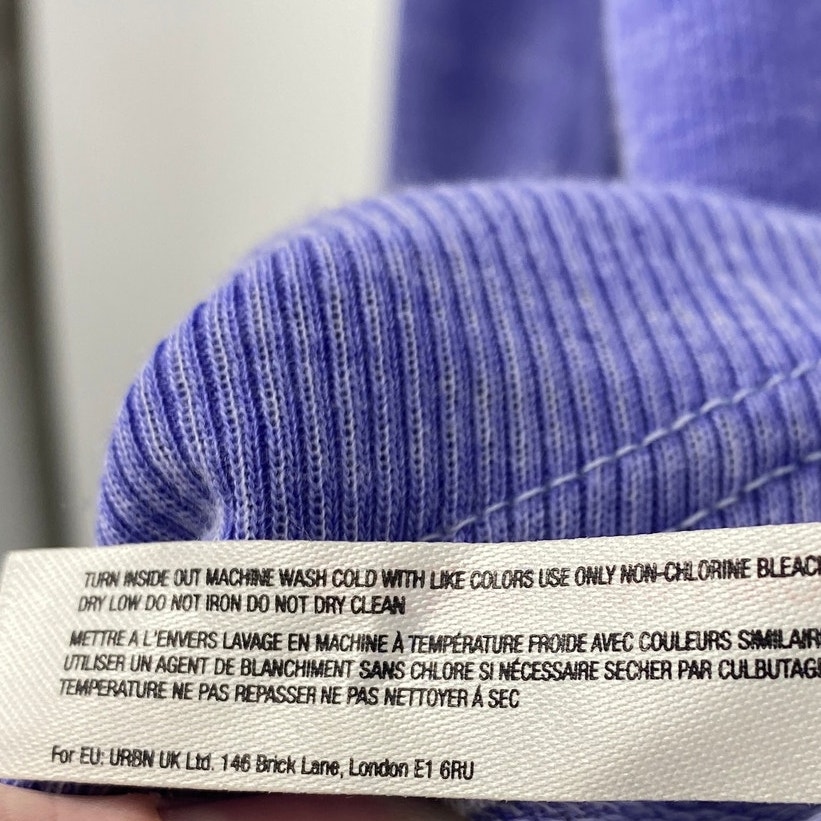 TURN INSIDE OUT MACHINE WASH COLD WITH LIKE COLORS USE ONLY NON-CHLORINE BLEAC
DRY LOW DO NOT IRON DO NOT DRY CLEAN
METTRE A L'ENVERS LAVAGE EN MACHINE À TEMPÉRATURE FROIDE AVEC COULEURS SIMILAIR
UTILISER UN AGENT DE BLANCHIMENT SANS CHLORE SI NÉCESSAIRE SECHER PAR CULBUTAG
TEMPERATURE NE PAS REPASSER NE PAS NETTOYER Á SEC
For EU: URBN UK Ltd. 146 Brick Lane, London E1 6RU